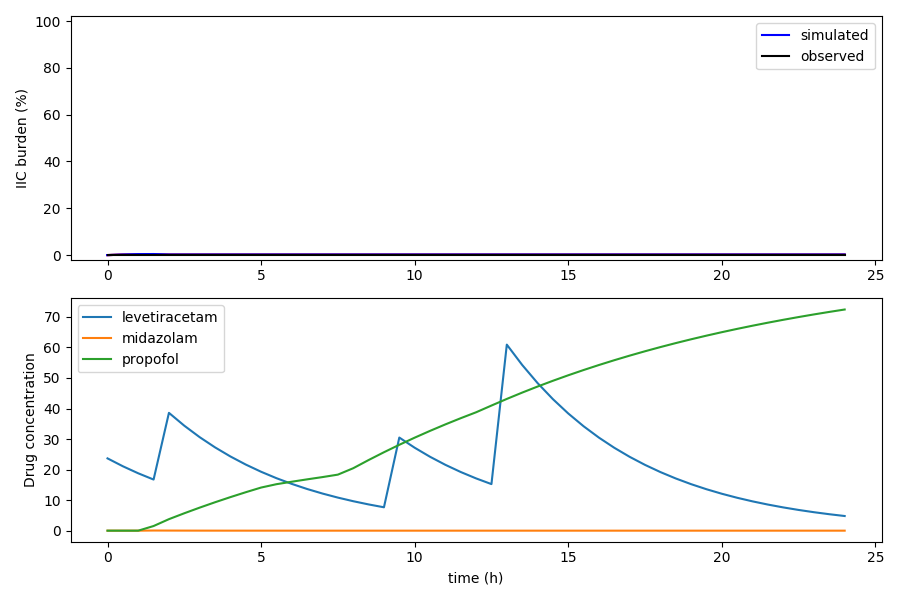 IIC burden (%)
100
80
60
40
20
0
0 5 10 15 20 25
simulated
observed
Drug concentration
70
60
50
40
30
20
10
0
levetiracetam
midazolam
propofol
0 5 10 15 20 25
time (h)